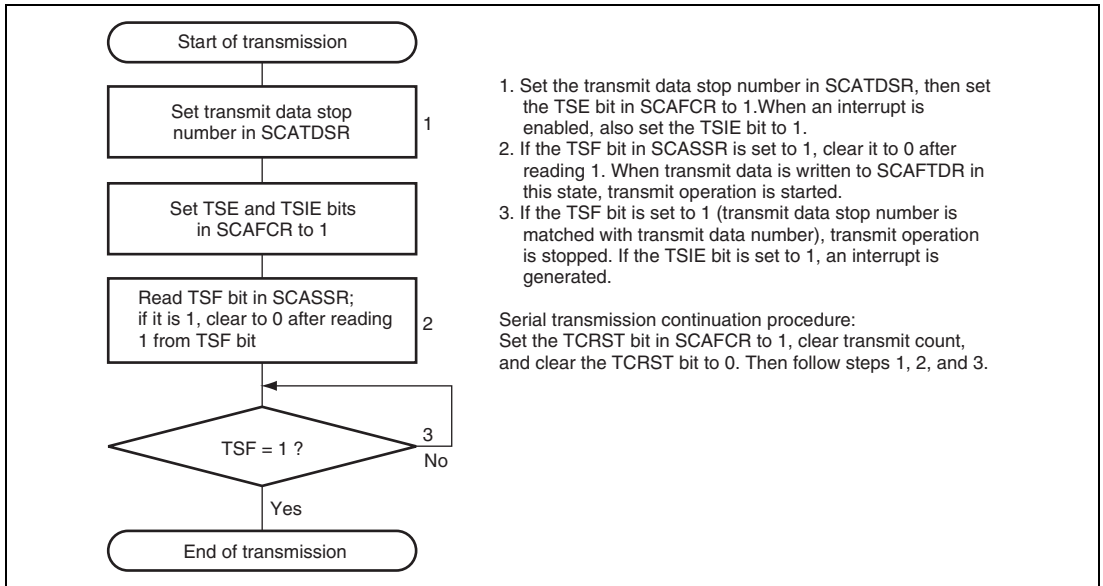 Start of transmission
Set transmit data stop
number in SCATDSR
1
Set TSE and TSIE bits
in SCAFCR to 1
Read TSF bit in SCASSR;
if it is 1, clear to 0 after reading
1 from TSF bit
2
TSF = 1 ?
3
No
Yes
End of transmission
1. Set the transmit data stop number in SCATDSR, then set
the TSE bit in SCAFCR to 1.When an interrupt is
enabled, also set the TSIE bit to 1.
2. If the TSF bit in SCASSR is set to 1, clear it to 0 after
reading 1. When transmit data is written to SCAFTDR in
this state, transmit operation is started.
3. If the TSF bit is set to 1 (transmit data stop number is
matched with transmit data number), transmit operation
is stopped. If the TSIE bit is set to 1, an interrupt is
generated.
Serial transmission continuation procedure:
Set the TCRST bit in SCAFCR to 1, clear transmit count,
and clear the TCRST bit to 0. Then follow steps 1, 2, and 3.